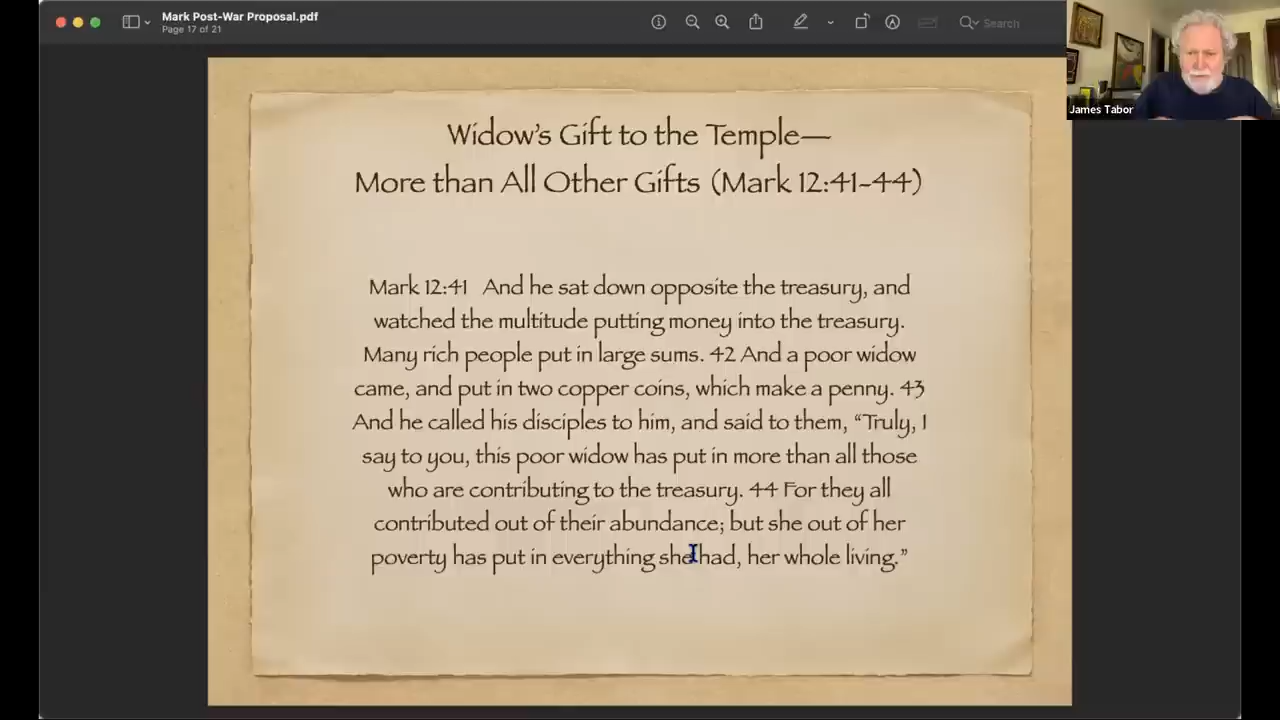 Mark Post-War Proposal.pdf
Page 17 of 21
Search
James Tabor
Widow's Gift to the Temple—
More than All Other Gifts (Mark 12:41-44)
Mark 12:41 And he sat down opposite the treasury, and
watched the multitude putting money into the treasury.
Many rich people put in large sums. 42 And a poor widow
came, and put in two copper coins, which make a penny. 43
And he called his disciples to him, and said to them, “Truly, I
say to you, this poor widow has put in more than all those
who are contributing to the treasury. 44 For they all
contributed out of their abundance; but she out of her
poverty has put in everything she had, her whole living.”